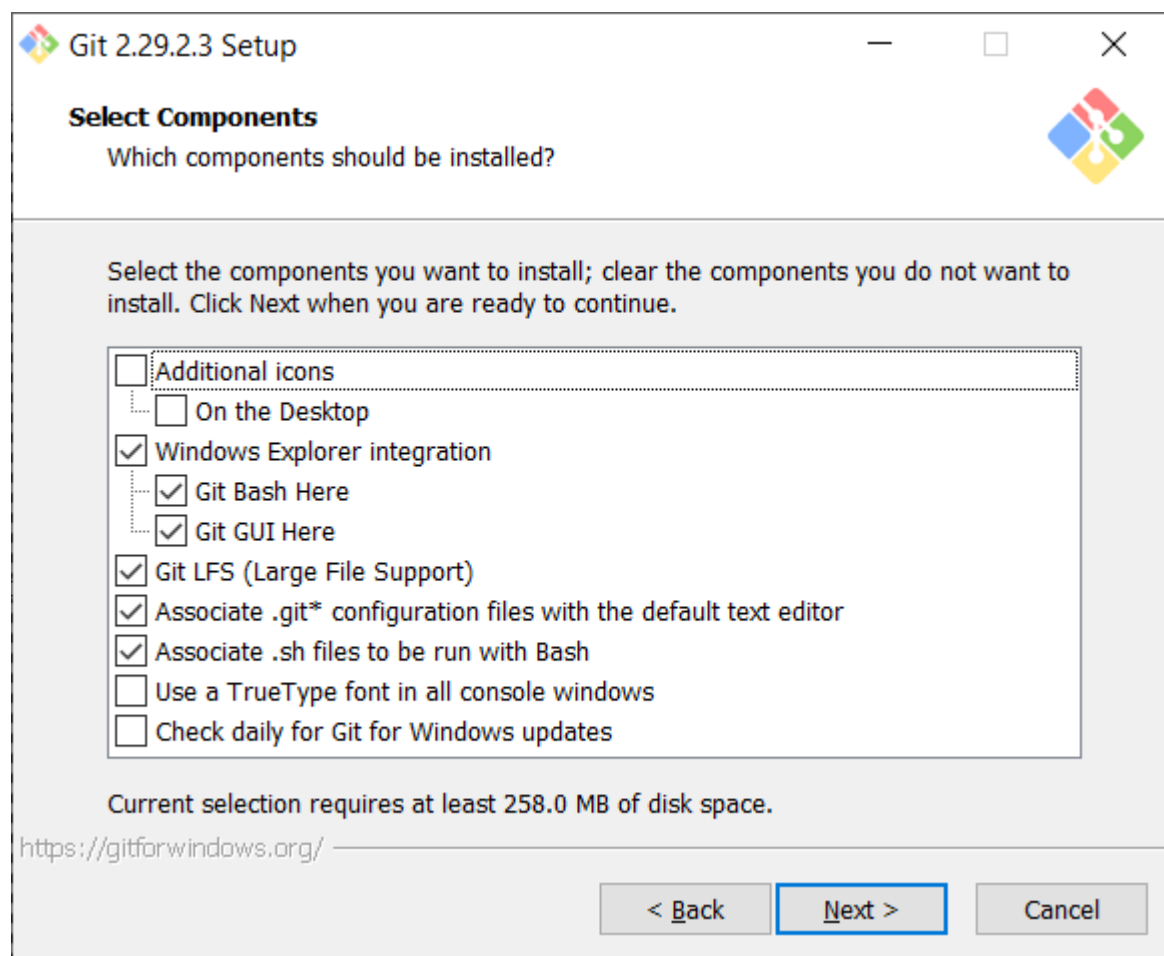 Git 2.29.2.3 Setup
Select Components
Which components should be installed?
Select the components you want to install; clear the components you do not want to
install. Click Next when you are ready to continue.
Additional icons
On the Desktop
Windows Explorer integration
Git Bash Here
Git GUI Here
Git LFS (Large File Support)
Associate .git* configuration files with the default text editor
Associate .sh files to be run with Bash
Use a TrueType font in all console windows
Check daily for Git for Windows updates
Current selection requires at least 258.0 MB of disk space.
https://gitforwindows.org/
< Back Next > Cancel